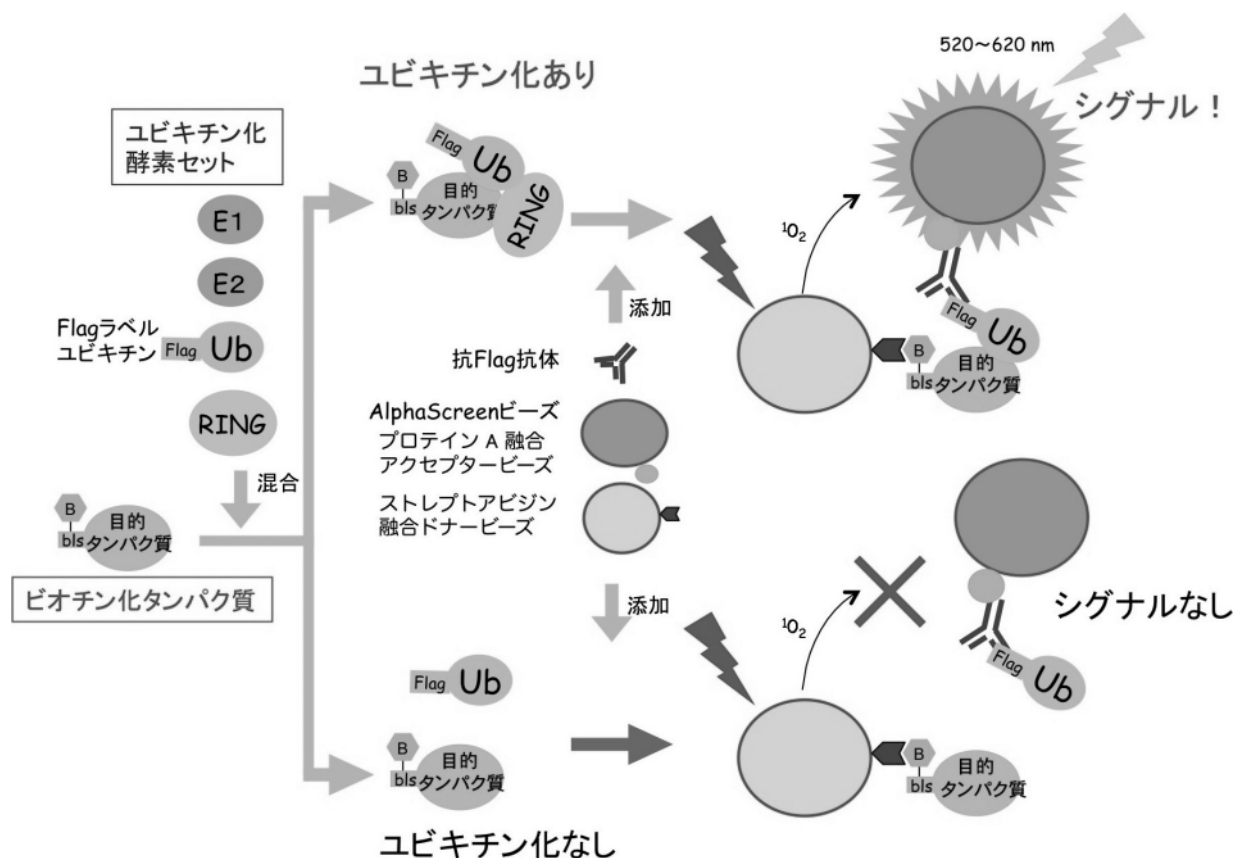 520～620 nm
シグナル！
ユビキチン化あり
ユビキチン化
酵素セット
E1
E2
Flagラベル
ユビキチン
Flag
Ub
RING
混合
B
bls
目的
タンパク質
ビオチン化タンパク質
Flag
Ub
B
bls
目的
タンパク質
RING
添加
抗Flag抗体
AlphaScreenビーズ
プロテイン A 融合
アクセプタービーズ
ストレプトアビジン
融合ドナービーズ
添加
¹O₂
Flag
Ub
B
bls
目的
タンパク質
Flag
Ub
B
bls
目的
タンパク質
ユビキチン化なし
¹O₂
シグナルなし
Flag
Ub
B
bls
目的
タンパク質